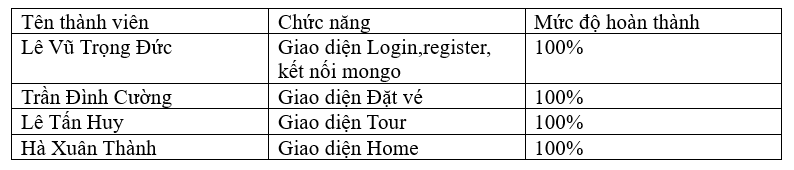 Tên thành viên Chức năng Mức độ hoàn thành
Lê Vũ Trọng Đức Giao diện Login,register, 100%
kết nối mongo
Trần Đình Cường Giao diện Đặt vé 100%
Lê Tấn Huy Giao diện Tour 100%
Hà Xuân Thành Giao diện Home 100%